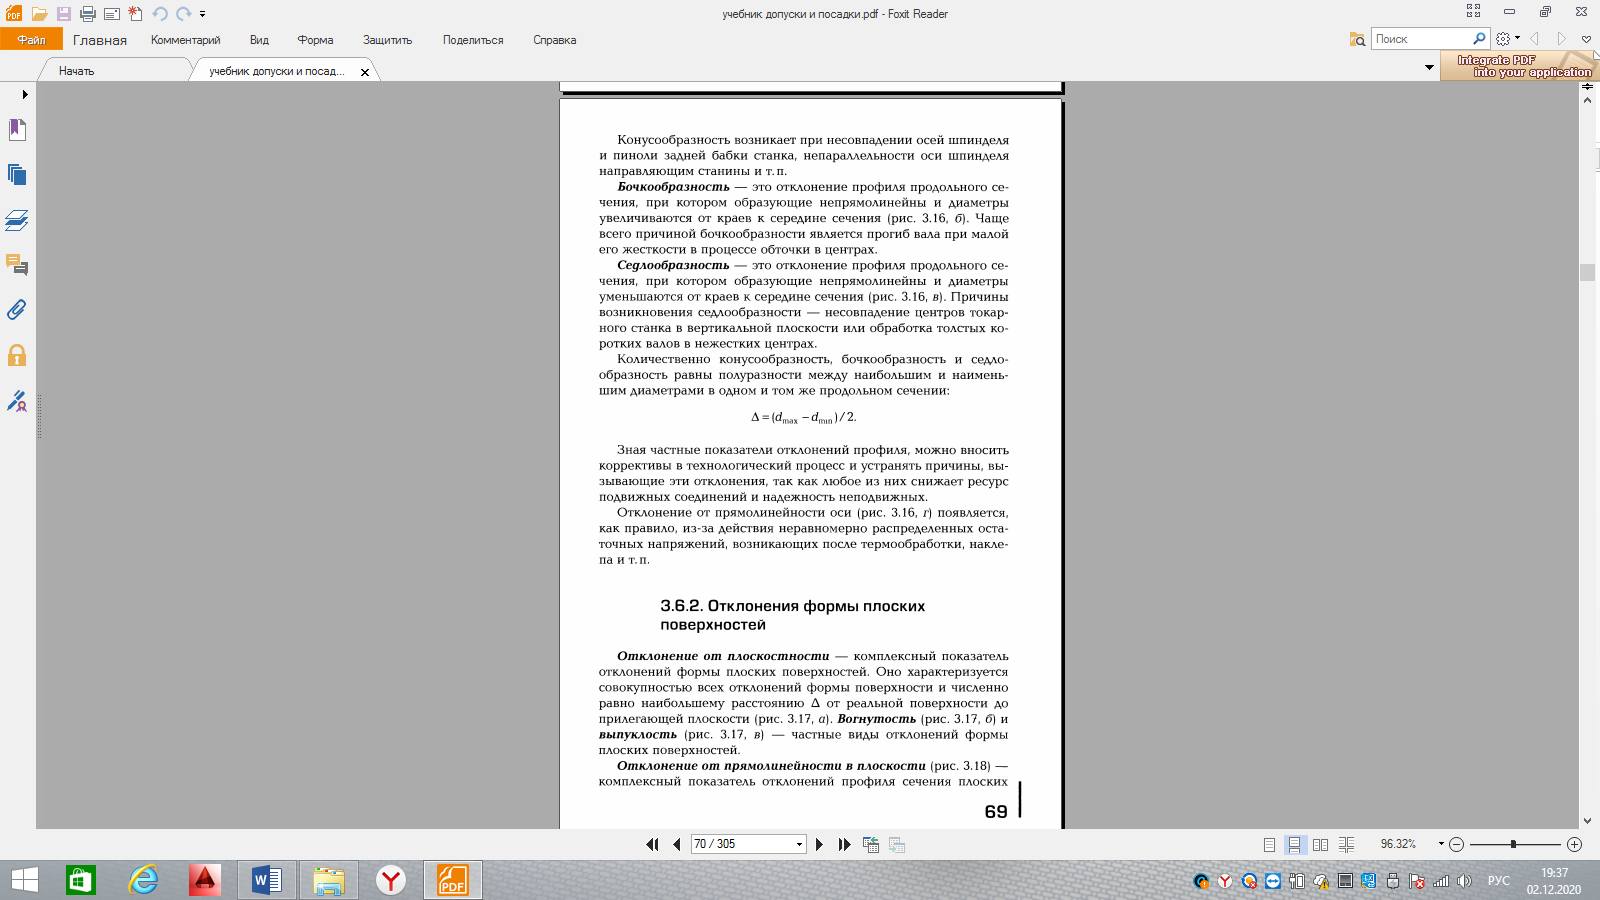 учебник допуски и посадки.pdf - Foxit Reader
Файл Главная Комментарий Вид Форма Защитить Поделиться Справка Поиск
Integrate PDF
into your application
Начать учебник допуски и посад...
Конусообразность возникает при несовпадении осей шпинделя
и пиноли задней бабки станка, непараллельности оси шпинделя
направляющим станины и т. п.
Бочкообразность — это отклонение профиля продольного се-
чения, при котором образующие непрямолинейны и диаметры
увеличиваются от краев к середине сечения (рис. 3.16, б). Чаще
всего причиной бочкообразности является прогиб вала при малой
его жесткости в процессе обточки в центрах.
Седлообразность — это отклонение профиля продольного се-
чения, при котором образующие непрямолинейны и диаметры
уменьшаются от краев к середине сечения (рис. 3.16, в). Причины
возникновения седлообразности — несовпадение центров токар-
ного станка в вертикальной плоскости или обработка толстых ко-
ротких валов в нежестких центрах.
Количественно конусообразность, бочкообразность и седло-
образность равны полуразности между наибольшим и наимень-
шим диаметрами в одном и том же продольном сечении:
Δ = (dmax − dmin) / 2.
Зная частные показатели отклонений профиля, можно вносить
коррективы в технологический процесс и устранять причины, вы-
зывающие эти отклонения, так как любое из них снижает ресурс
подвижных соединений и надежность неподвижных.
Отклонение от прямолинейности оси (рис. 3.16, г) появляется,
как правило, из-за действия неравномерно распределенных оста-
точных напряжений, возникающих после термообработки, накле-
па и т. п.
3.6.2. Отклонения формы плоских
поверхностей
Отклонение от плоскостности — комплексный показатель
отклонений формы плоских поверхностей. Оно характеризуется
совокупностью всех отклонений формы поверхности и численно
равно наибольшему расстоянию Δ от реальной поверхности до
прилегающей плоскости (рис. 3.17, а). Вогнутость (рис. 3.17, б) и
выпуклость (рис. 3.17, в) — частные виды отклонений формы
плоских поверхностей.
Отклонение от прямолинейности в плоскости (рис. 3.18) —
комплексный показатель отклонений профиля сечения плоских
69
70 / 305
96.32%
PDF
РУС
19:37
02.12.2020